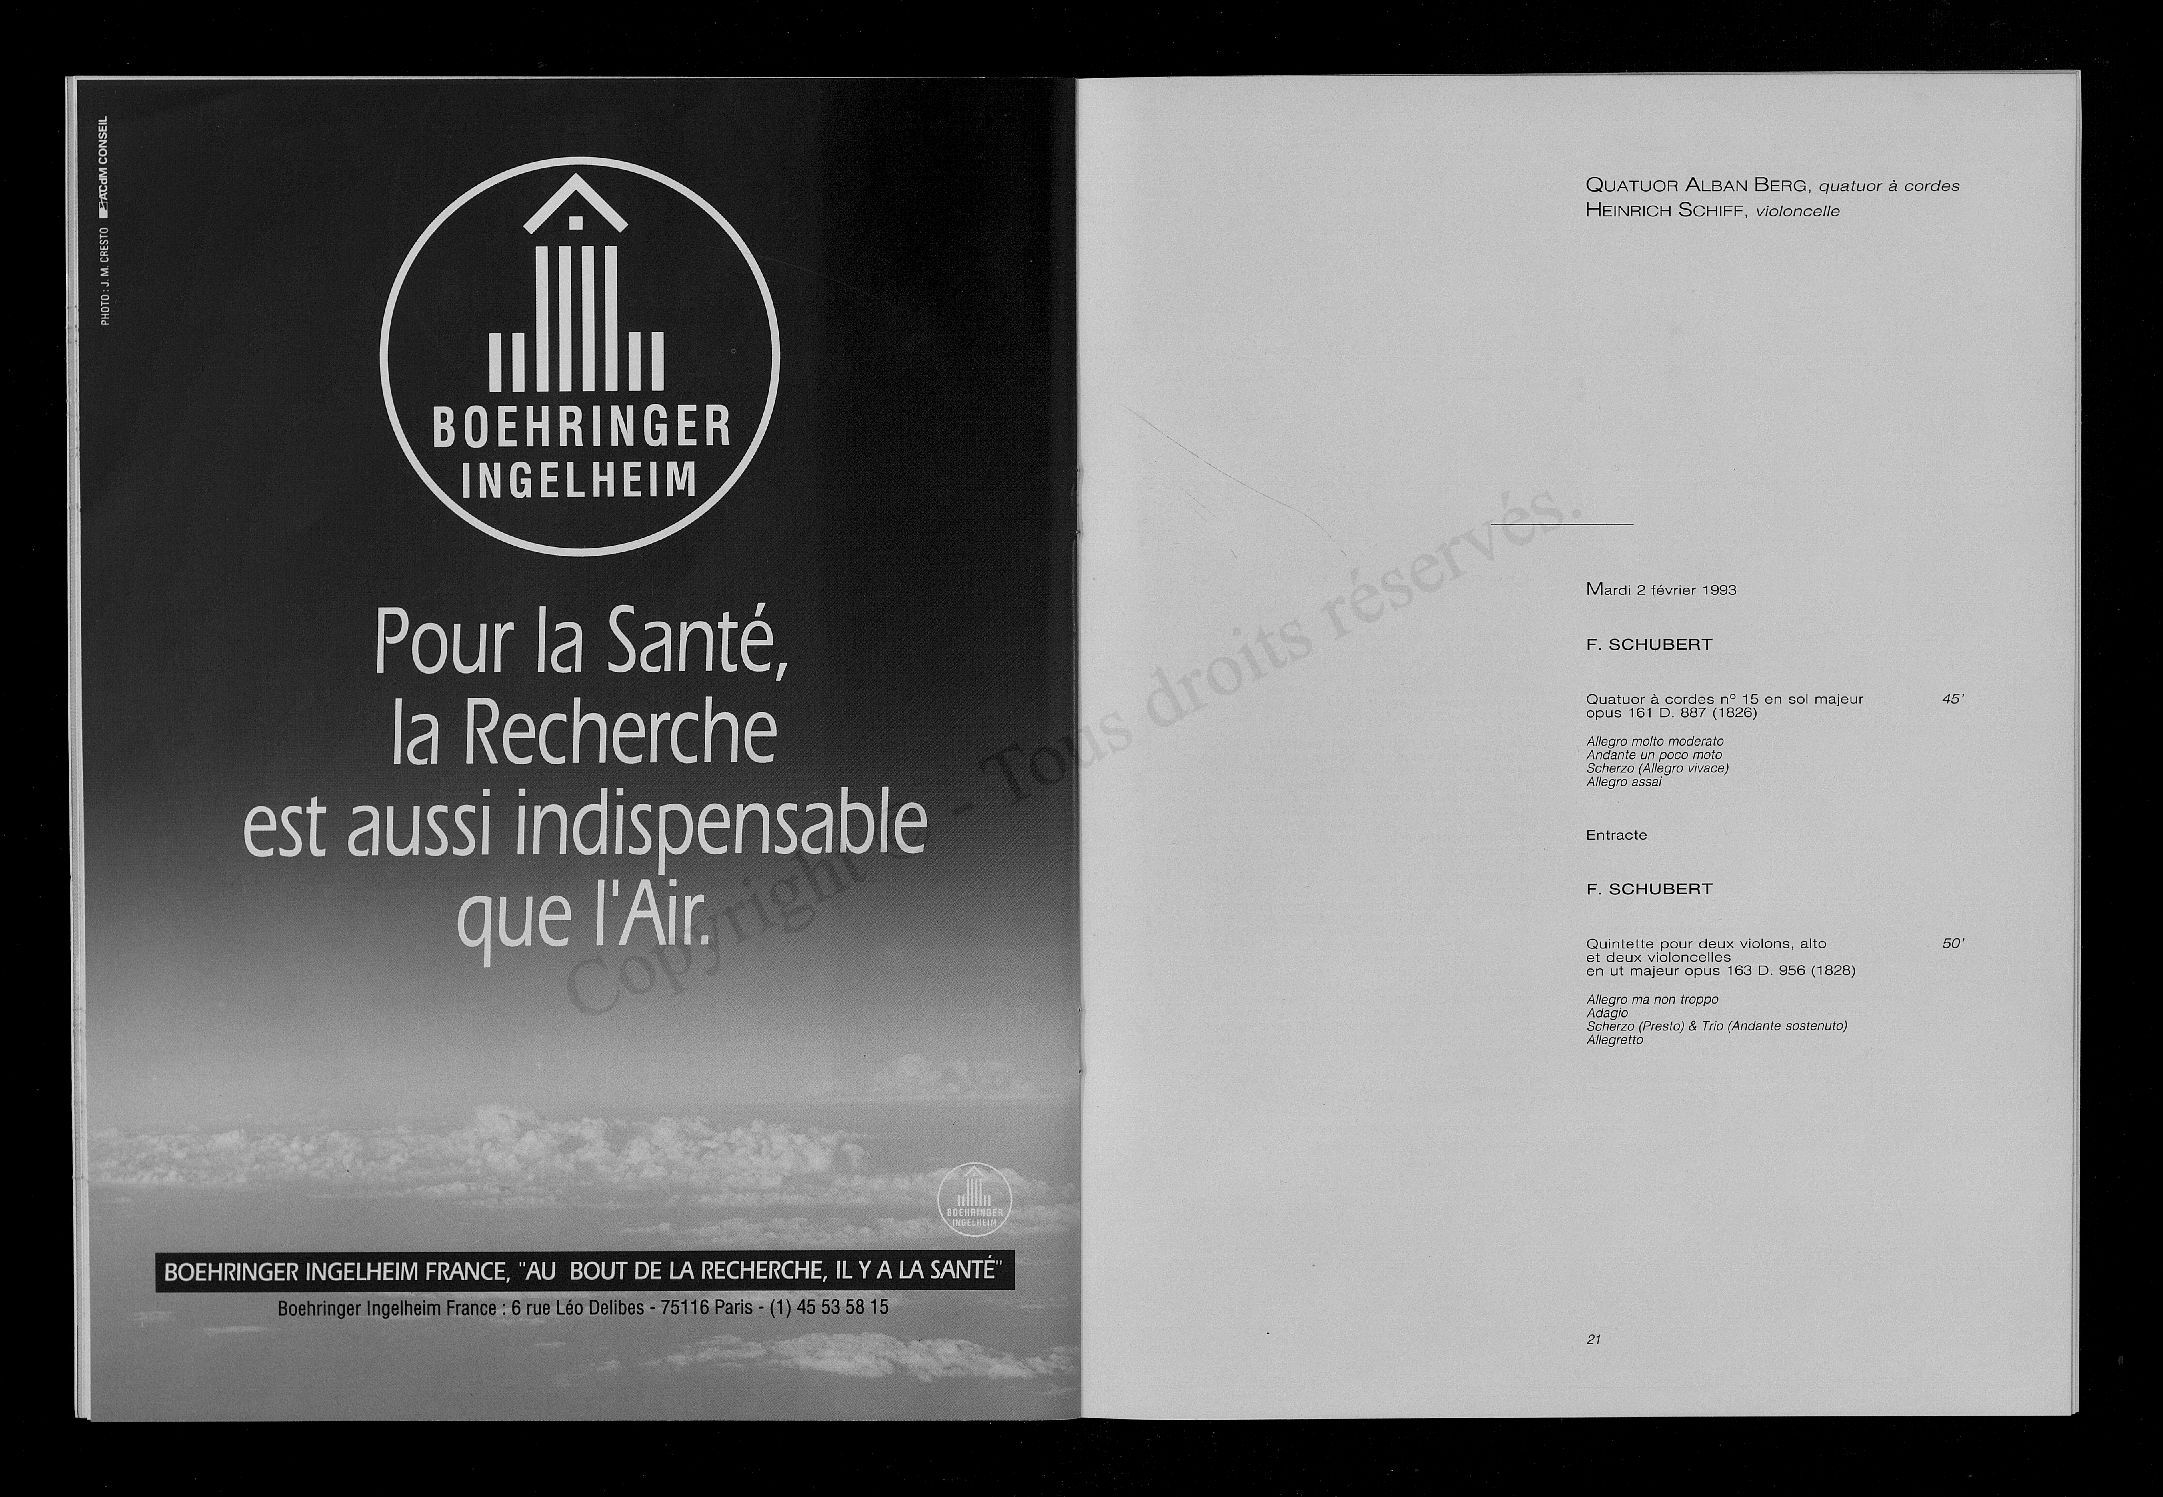 PHOTO : J. M. CRESTO ACdM CONSEIL
BOEHRINGER
INGELHEIM
Pour la Santé,
la Recherche
est aussi indispensable
que l'Air.
BOEHRINGER
INGELHEIM
BOEHRINGER INGELHEIM FRANCE, "AU BOUT DE LA RECHERCHE, IL Y A LA SANTÉ"
Boehringer Ingelheim France : 6 rue Léo Delibes - 75116 Paris - (1) 45 53 58 15
Copyright © - Tous droits réservés.
QUATUOR ALBAN BERG, quatuor à cordes
HEINRICH SCHIFF, violoncelle
Mardi 2 février 1993
F. SCHUBERT
Quatuor à cordes n° 15 en sol majeur 45'
opus 161 D. 887 (1826)
Allegro molto moderato
Andante un poco moto
Scherzo (Allegro vivace)
Allegro assai
Entracte
F. SCHUBERT
Quintette pour deux violons, alto 50'
et deux violoncelles
en ut majeur opus 163 D. 956 (1828)
Allegro ma non troppo
Adagio
Scherzo (Presto) & Trio (Andante sostenuto)
Allegretto
21